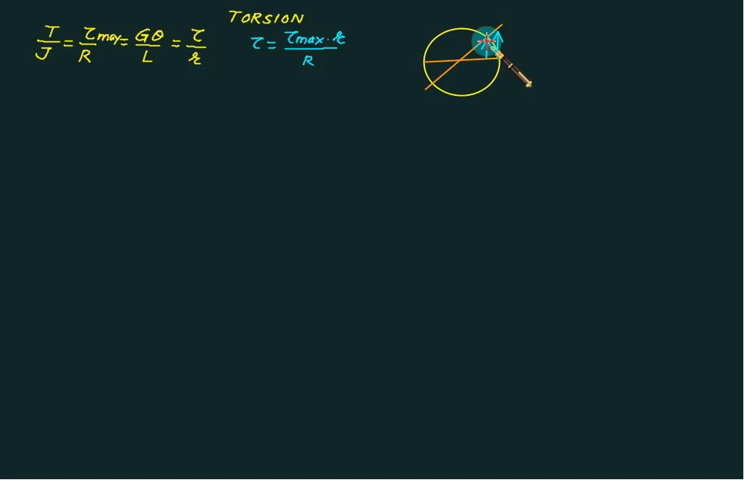 TORSION
T/J = τmax/R = Gθ/L = τ/r
τ = τmax·r/R